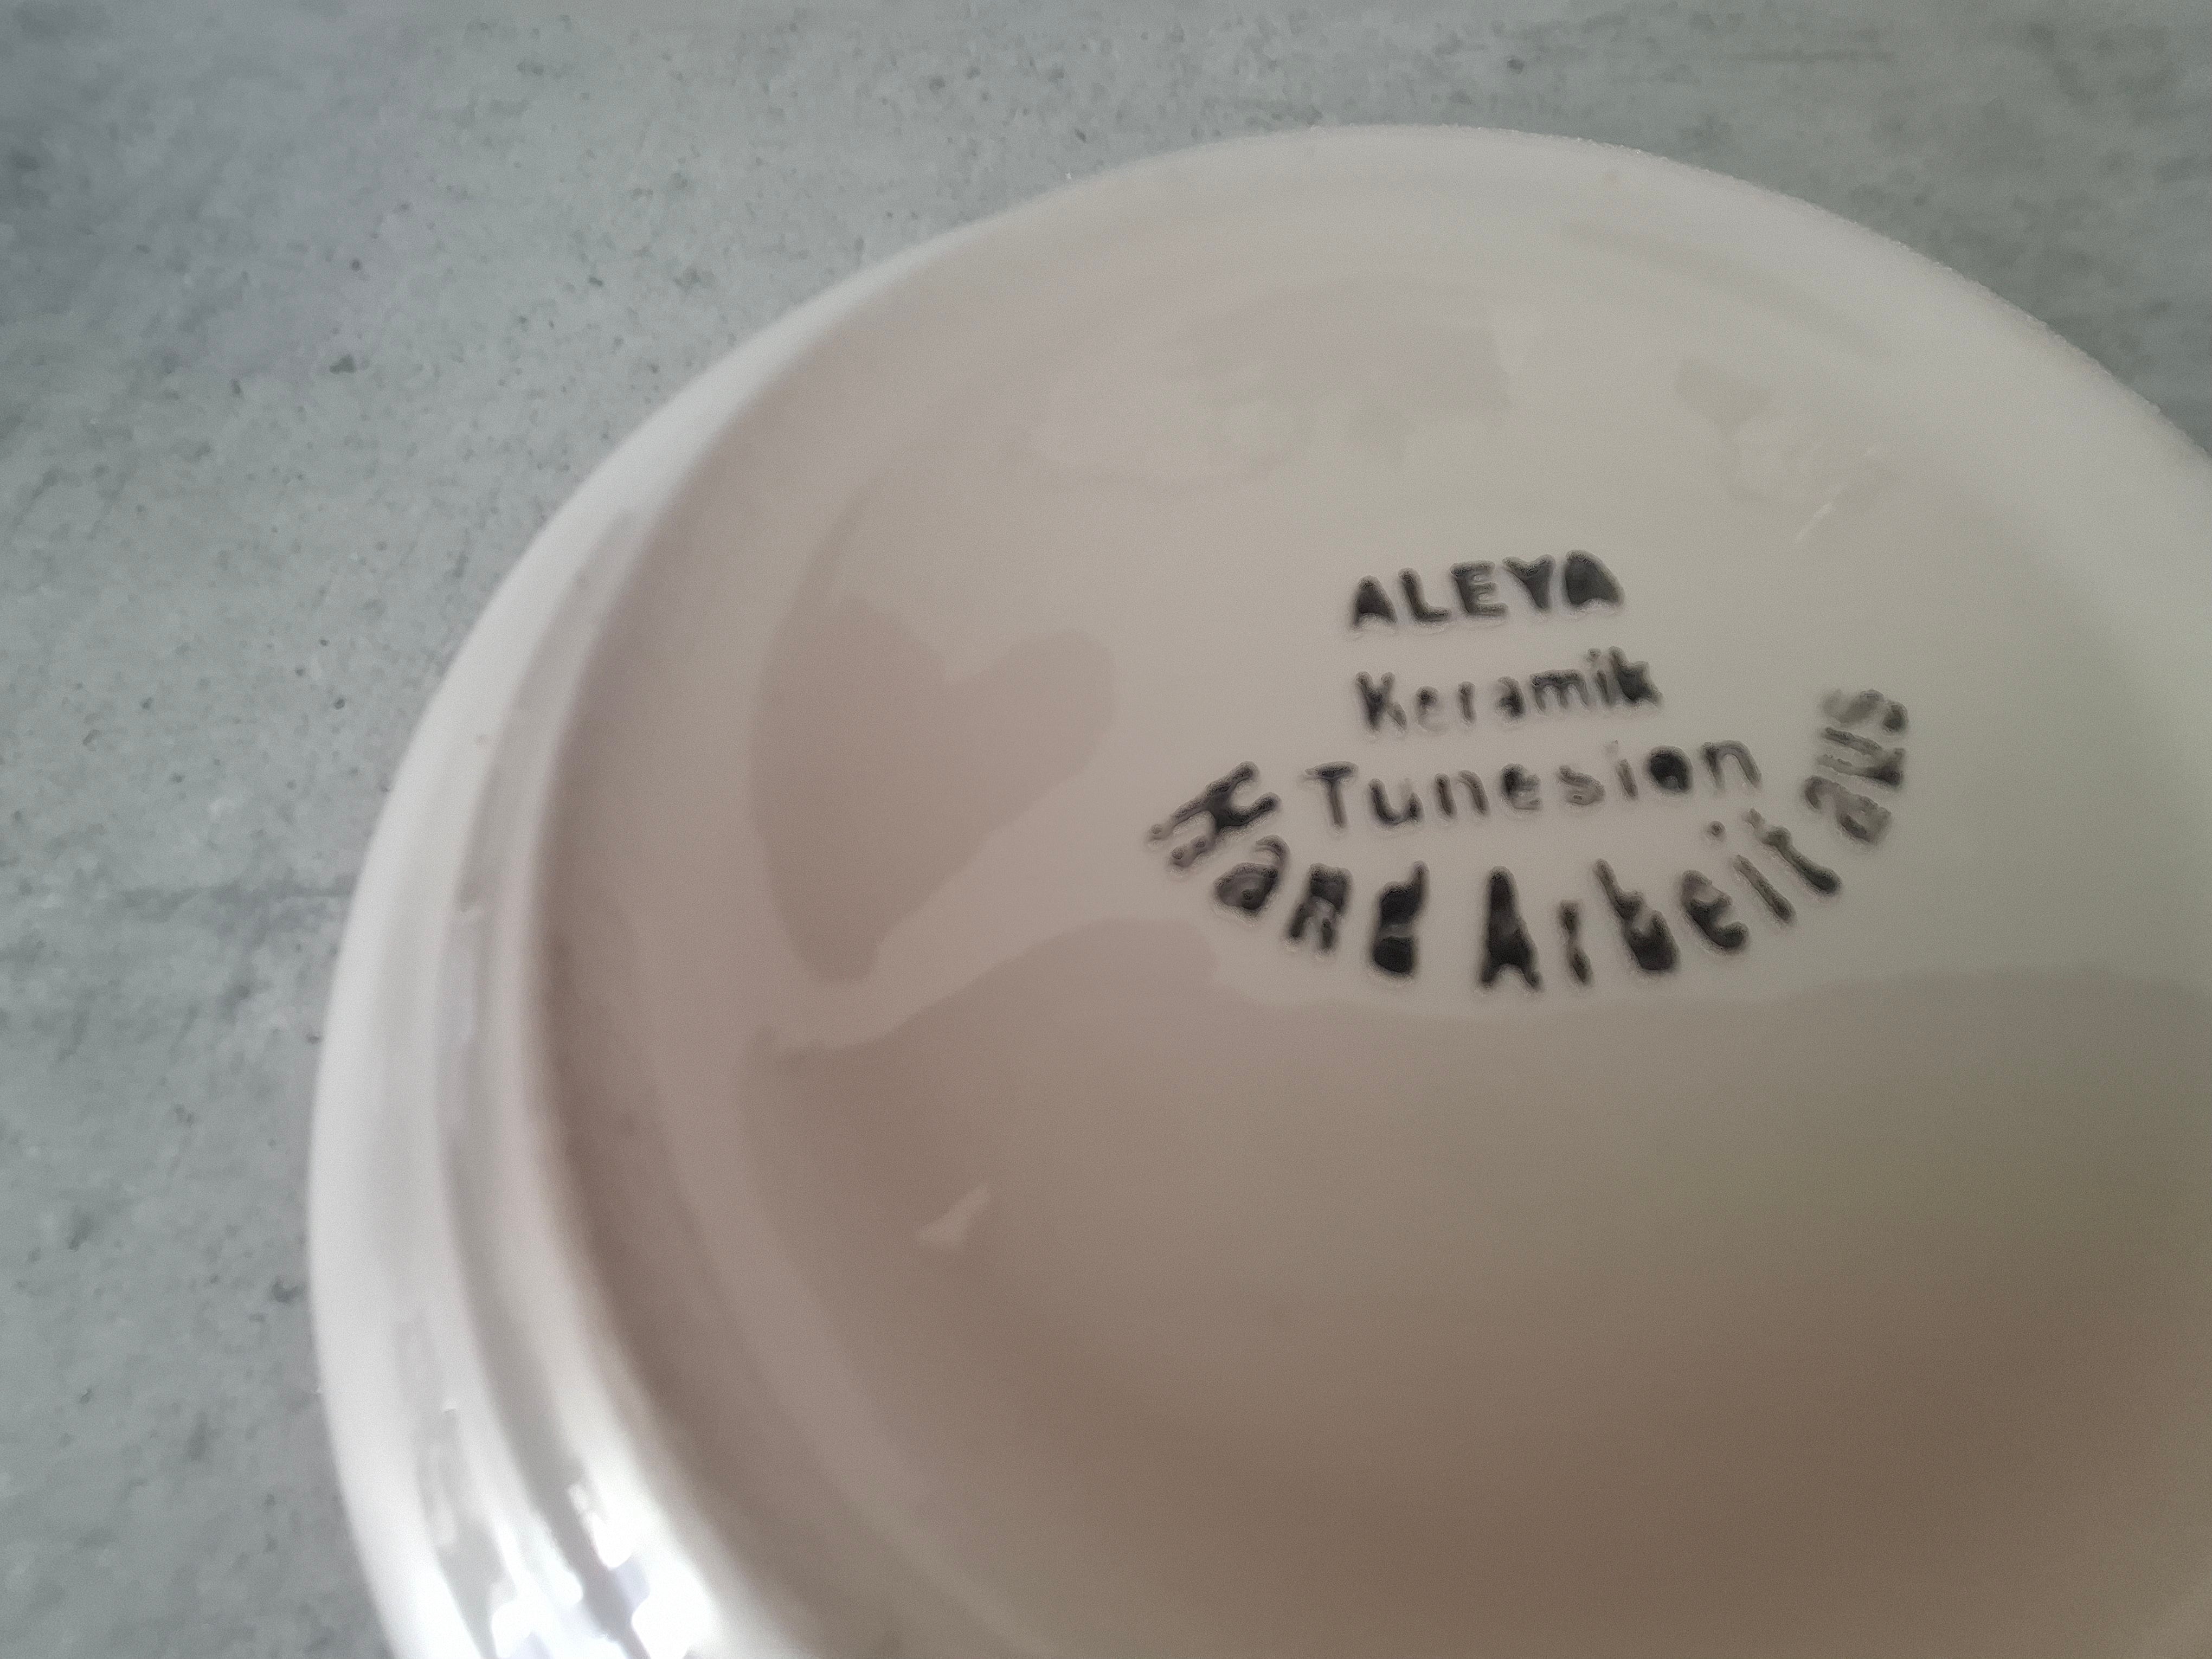 ALEYA
Keramik
Tunesien
Hand Arbeit aus